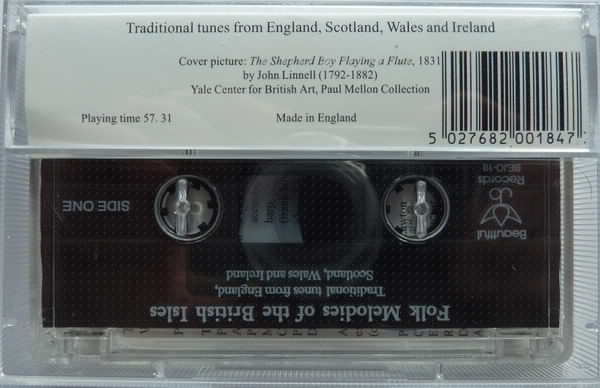 Traditional tunes from England, Scotland, Wales and Ireland
Cover picture: The Shepherd Boy Playing a Flute, 1831
by John Linnell (1792-1882)
Yale Center for British Art, Paul Mellon Collection
Playing time 57. 31
Made in England
5 027682 001847
Folk Melodies of the British Isles
Traditional tunes from England,
Scotland, Wales and Ireland
SIDE ONE
Beautiful
Records
BEJO-18
harp